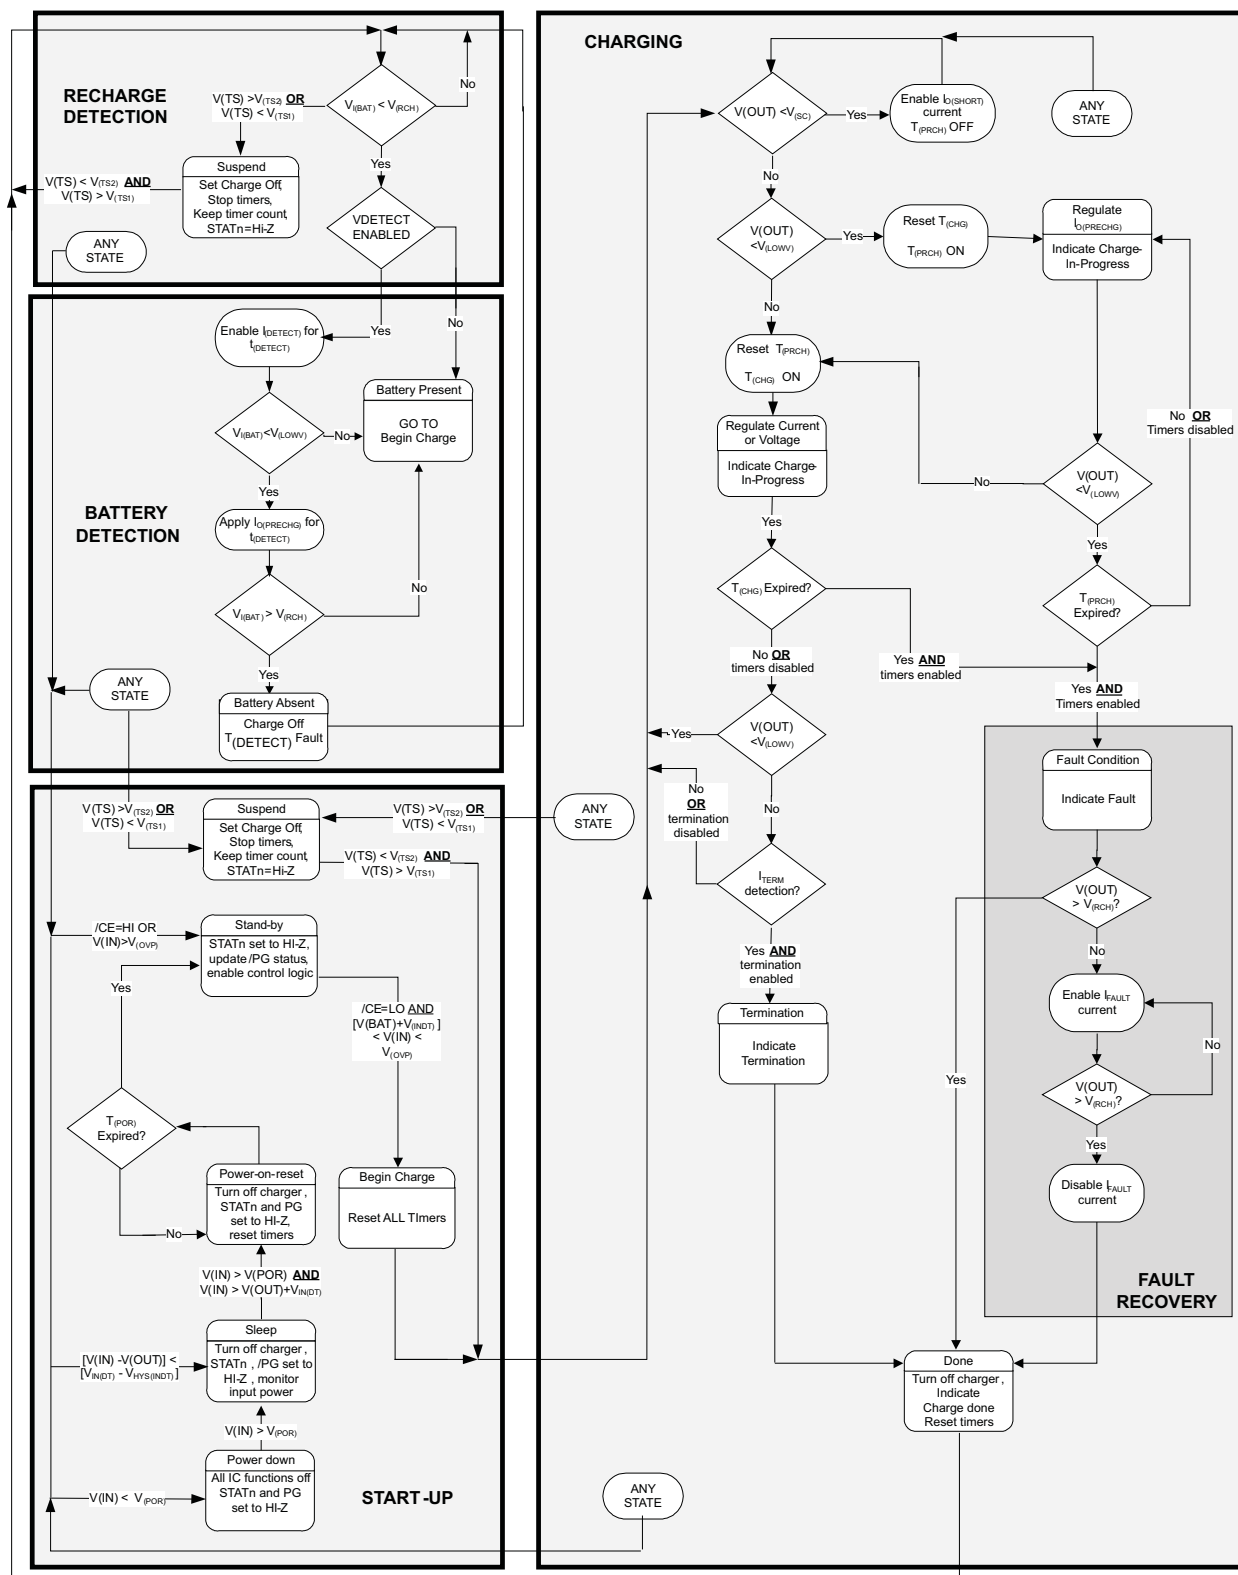 RECHARGE
DETECTION
V(TS) >V(TS2) OR
V(TS) < V(TS1)
VI(BAT) < V(RCH)
No
Yes
Suspend
Set Charge Off,
Stop timers,
Keep timer count,
STATn=Hi-Z
V(TS) < V(TS2) AND
V(TS) > V(TS1)
ANY
STATE
VDETECT
ENABLED
Yes
No
BATTERY
DETECTION
Enable I(DETECT) for
t(DETECT)
Battery Present
GO TO
Begin Charge
VI(BAT)<V(LOWV)
No
Yes
Apply IO(PRECHG) for
t(DETECT)
No
VI(BAT) > V(RCH)
Yes
ANY
STATE
Battery Absent
Charge Off
T(DETECT) Fault
V(TS) >V(TS2) OR
V(TS) < V(TS1)
Suspend
Set Charge Off,
Stop timers,
Keep timer count,
STATn=Hi-Z
V(TS) >V(TS2) OR
V(TS) < V(TS1)
V(TS) < V(TS2) AND
V(TS) > V(TS1)
ANY
STATE
/CE=HI OR
V(IN)>V(OVP)
Stand-by
STATn set to HI-Z,
update /PG status,
enable control logic
Yes
/CE=LO AND
[V(BAT)+V(INDT) ]
< V(IN) <
V(OVP)
T(POR)
Expired?
No
Power-on-reset
Turn off charger ,
STATn and PG
set to HI-Z,
reset timers
Begin Charge
Reset ALL TImers
V(IN) > V(POR) AND
V(IN) > V(OUT)+VIN(DT)
[V(IN) -V(OUT)] <
[VIN(DT) - VHYS(INDT) ]
Sleep
Turn off charger ,
STATn , /PG set to
HI-Z , monitor
input power
V(IN) > V(POR)
V(IN) < V(POR)
Power down
All IC functions off
STATn and PG
set to HI-Z
START -UP
CHARGING
V(OUT) <V(SC)
Yes
Enable IO(SHORT)
current
T(PRCH) OFF
ANY
STATE
No
V(OUT)
<V(LOWV)
Yes
Reset T(CHG)
T(PRCH) ON
Regulate
IO(PRECHG)
Indicate Charge-
In-Progress
No
Reset T(PRCH)
T(CHG) ON
Regulate Current
or Voltage
Indicate Charge-
In-Progress
No OR
Timers disabled
No
V(OUT)
<V(LOWV)
Yes
Yes
T(CHG) Expired?
T(PRCH)
Expired?
No OR
timers disabled
Yes AND
timers enabled
Yes AND
Timers enabled
Yes
V(OUT)
<V(LOWV)
No
OR
termination
disabled
No
ITERM
detection?
Yes AND
termination
enabled
Termination
Indicate
Termination
Fault Condition
Indicate Fault
V(OUT)
> V(RCH)?
No
Enable IFAULT
current
No
Yes
V(OUT)
> V(RCH)?
Yes
Disable IFAULT
current
FAULT
RECOVERY
Done
Turn off charger ,
Indicate
Charge done
Reset timers
ANY
STATE